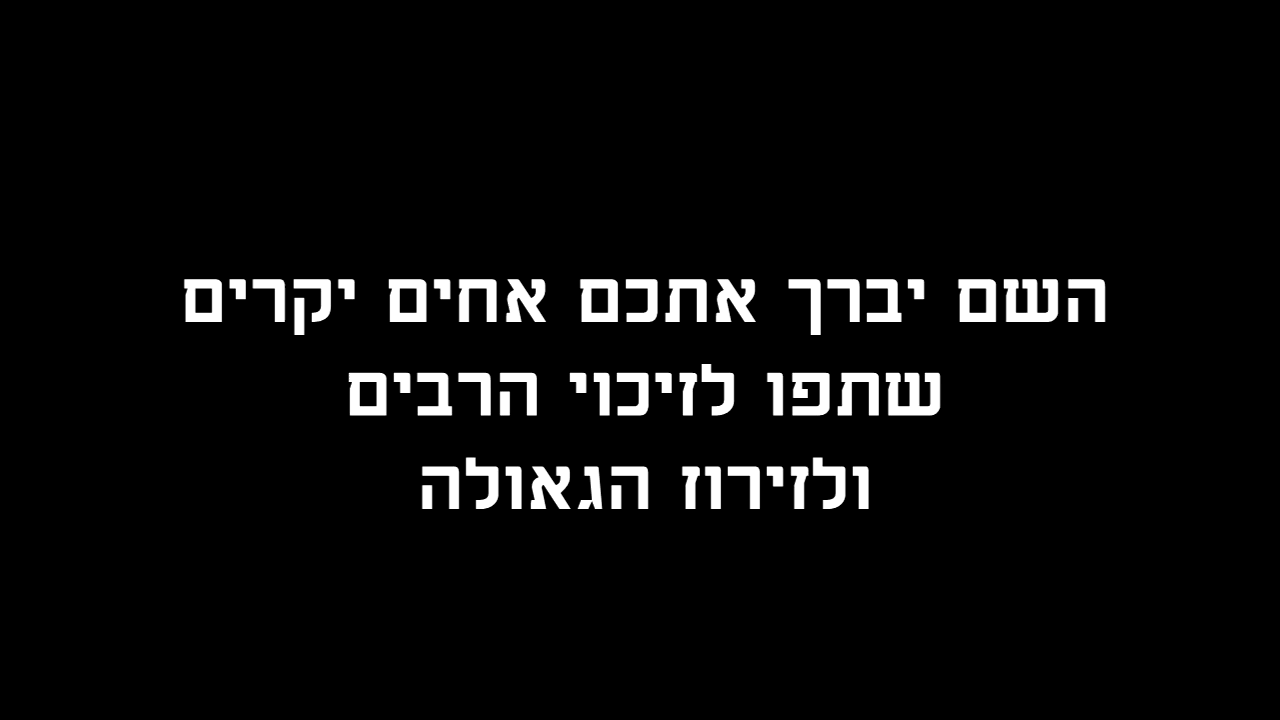 השם יברך אתכם אחים יקרים
שתפו לזיכוי הרבים
ולזירוז הגאולה